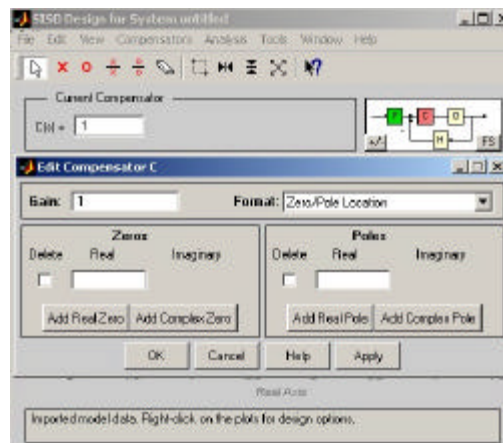 SISO Design for System untitled
File Edit View Compensators Analysis Tools Window Help
Current Compensator
C(s) = 1
F C G
H
+/- FS
Edit Compensator C
Gain: 1 Format: Zero/Pole Location
Zeros Poles
Delete Real Imaginary Delete Real Imaginary
Add Real Zero Add Complex Zero Add Real Pole Add Complex Pole
OK Cancel Help Apply
Real Axis
Imported model data. Right-click on the plots for design options.